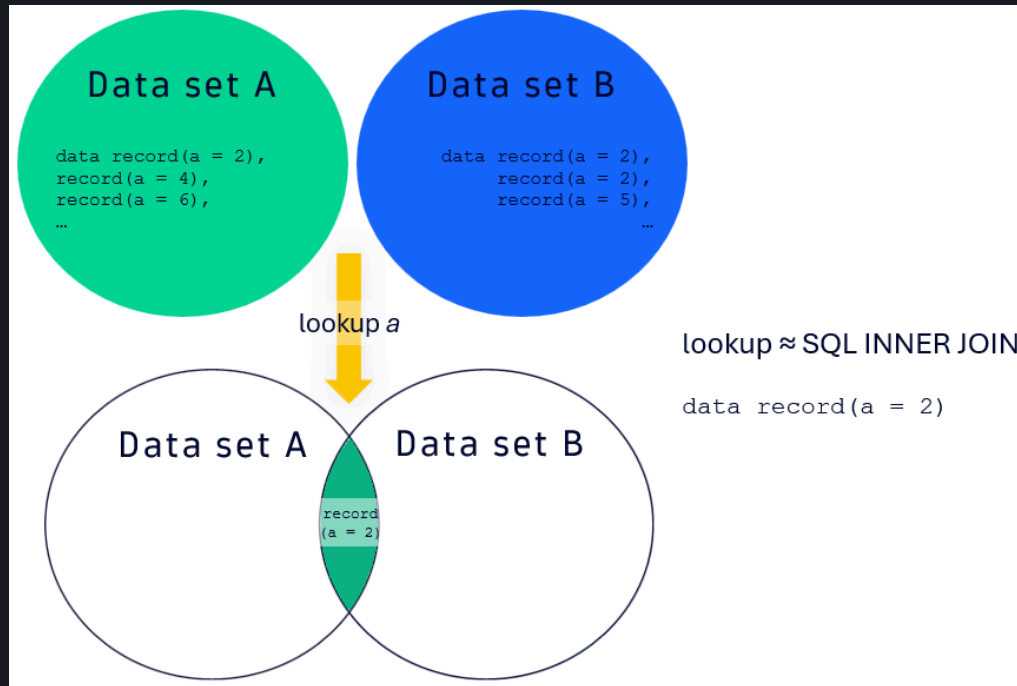 Data set A
data record(a = 2),
record(a = 4),
record(a = 6),
…
Data set B
data record(a = 2),
record(a = 2),
record(a = 5),
…
lookup a
lookup ≈ SQL INNER JOIN
data record(a = 2)
Data set A
Data set B
record
(a = 2)